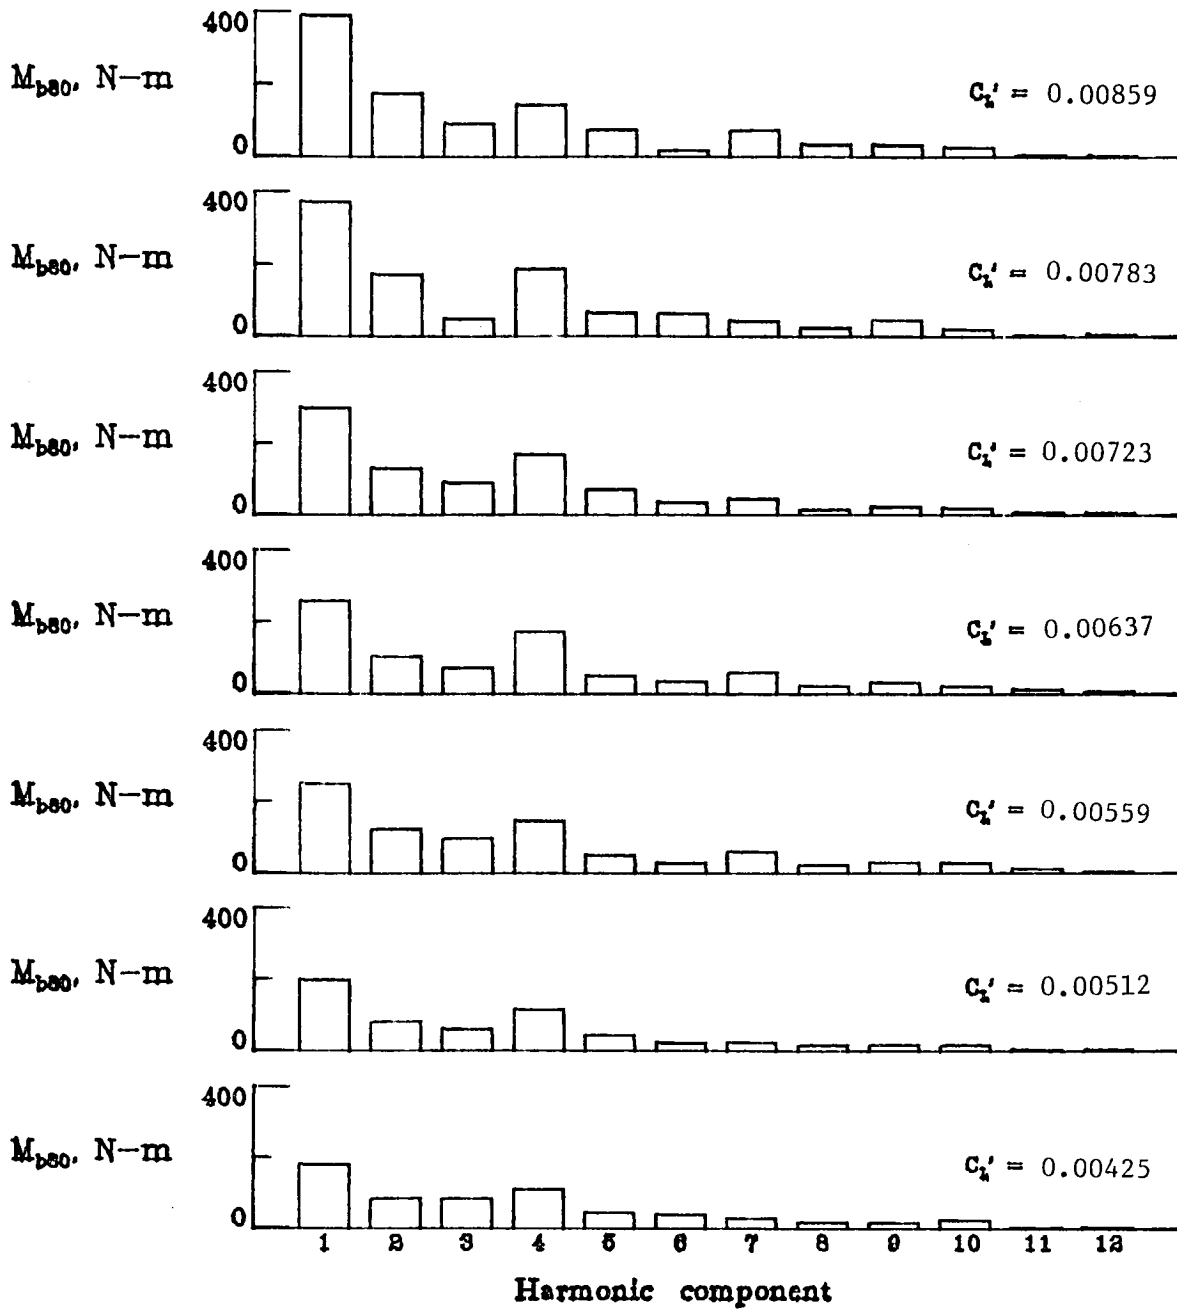 400
M_b80, N-m
C_L' = 0.00859
0
400
M_b80, N-m
C_L' = 0.00783
0
400
M_b80, N-m
C_L' = 0.00723
0
400
M_b80, N-m
C_L' = 0.00637
0
400
M_b80, N-m
C_L' = 0.00559
0
400
M_b80, N-m
C_L' = 0.00512
0
400
M_b80, N-m
C_L' = 0.00425
0
1 2 3 4 5 6 7 8 9 10 11 12
Harmonic component